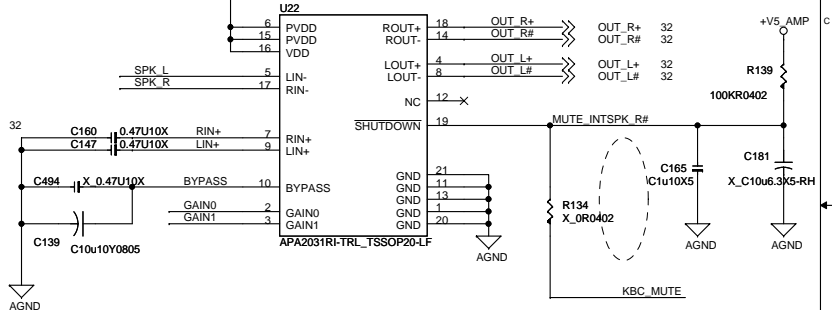 U22
6 PVDD ROUT+ 18 OUT_R+ OUT_R+ 32
15 PVDD ROUT- 14 OUT_R# OUT_R# 32
16 VDD
+V5_AMP
C
5 LIN- SPK_L
17 RIN- SPK_R
LOUT+ 4 OUT_L+ OUT_L+ 32
LOUT- 8 OUT_L# OUT_L# 32
R139
100KR0402
NC 12
SHUTDOWN 19 MUTE_INTSPK_R#
32
C160 0.47U10X RIN+ 7 RIN+
C147 0.47U10X LIN+ 9 LIN+
C494 X_0.47U10X BYPASS 10 BYPASS
C139
C10u10Y0805
GAIN0 2 GAIN0
GAIN1 3 GAIN1
GND 21
GND 11
GND 13
GND 1
GND 20
APA2031RI-TRL_TSSOP20-LF
AGND
C165
C1u10X5
AGND
C181
X_C10u6.3X5-RH
AGND
R134
X_0R0402
KBC_MUTE
AGND